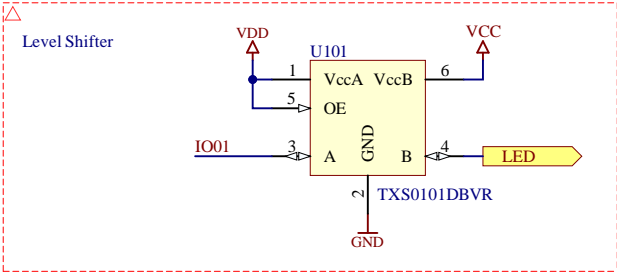 Level Shifter
VDD
VCC
U101
1
VccA
VccB
6
5
OE
GND
IO01
3
A
B
4
LED
2
TXS0101DBVR
GND